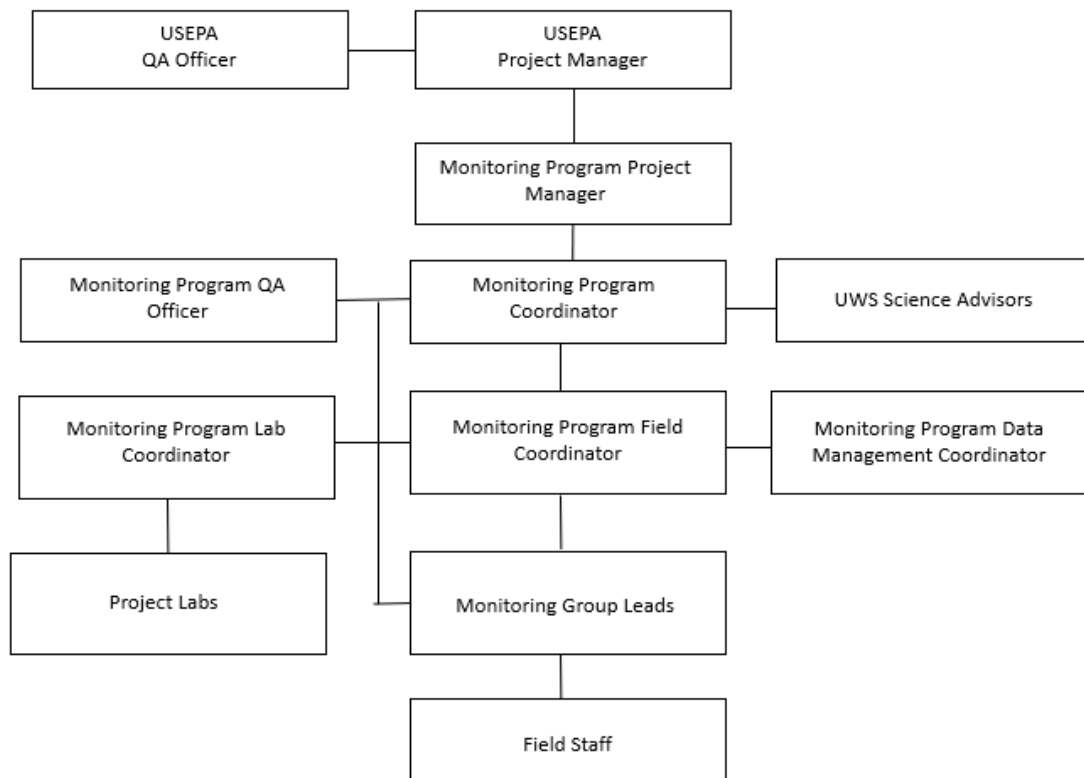 USEPA
QA Officer
USEPA
Project Manager
Monitoring Program Project
Manager
Monitoring Program QA
Officer
Monitoring Program
Coordinator
UWS Science Advisors
Monitoring Program Lab
Coordinator
Monitoring Program Field
Coordinator
Monitoring Program Data
Management Coordinator
Project Labs
Monitoring Group Leads
Field Staff